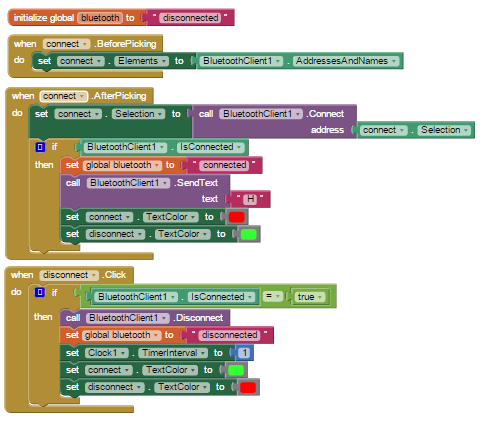 initialize global bluetooth to " disconnected "
when connect .BeforePicking
do set connect . Elements to BluetoothClient1 . AddressesAndNames
when connect .AfterPicking
do set connect . Selection to call BluetoothClient1 .Connect
address connect . Selection
if BluetoothClient1 . IsConnected
then set global bluetooth to " connected "
call BluetoothClient1 .SendText
text " H "
set connect . TextColor to
set disconnect . TextColor to
when disconnect .Click
do if BluetoothClient1 . IsConnected = true
then call BluetoothClient1 .Disconnect
set global bluetooth to " disconnected "
set Clock1 . TimerInterval to 1
set connect . TextColor to
set disconnect . TextColor to